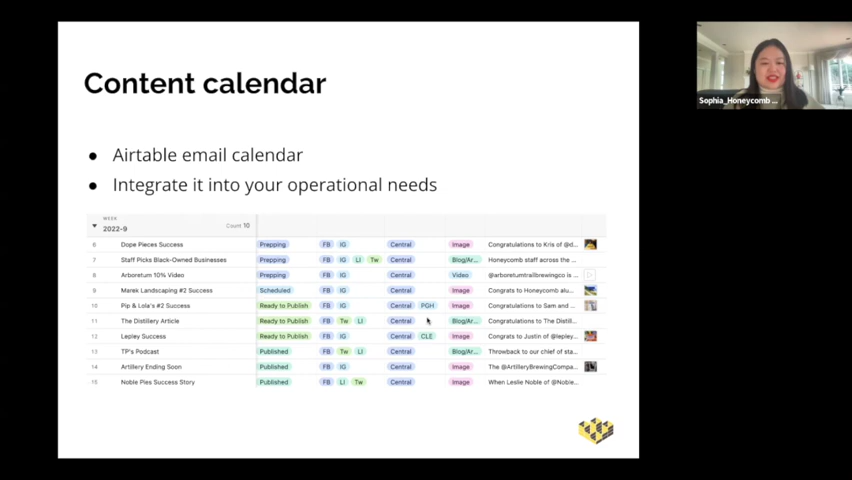 Content calendar
● Airtable email calendar
● Integrate it into your operational needs
WEEK
2022-9 Count 10
6 Dope Pieces Success Prepping FB IG Central Image Congratulations to Kris of @d...
7 Staff Picks Black-Owned Businesses Prepping FB IG LI Tw Central Blog/Ar... Honeycomb staff across the ...
8 Arboretum 10% Video Prepping FB IG Central Video @arboretumtrailbrewingco is ...
9 Marek Landscaping #2 Success Scheduled FB IG Central Image Congrats to Honeycomb alu...
10 Pip & Lola's #2 Success Ready to Publish FB IG Central PGH Image Congratulations to Sam and ...
11 The Distillery Article Ready to Publish FB Tw LI Central Blog/Ar... Congratulations to The Distill...
12 Lepley Success Ready to Publish FB IG Central CLE Image Congrats to Justin of @lepley...
13 TP's Podcast Published FB Tw LI Central Blog/Ar... Throwback to our chief of sta...
14 Artillery Ending Soon Published FB IG Central Image The @ArtilleryBrewingCompa...
15 Noble Pies Success Story Published FB LI Tw Central Image When Leslie Noble of @Noble...
Sophia_Honeycomb ...